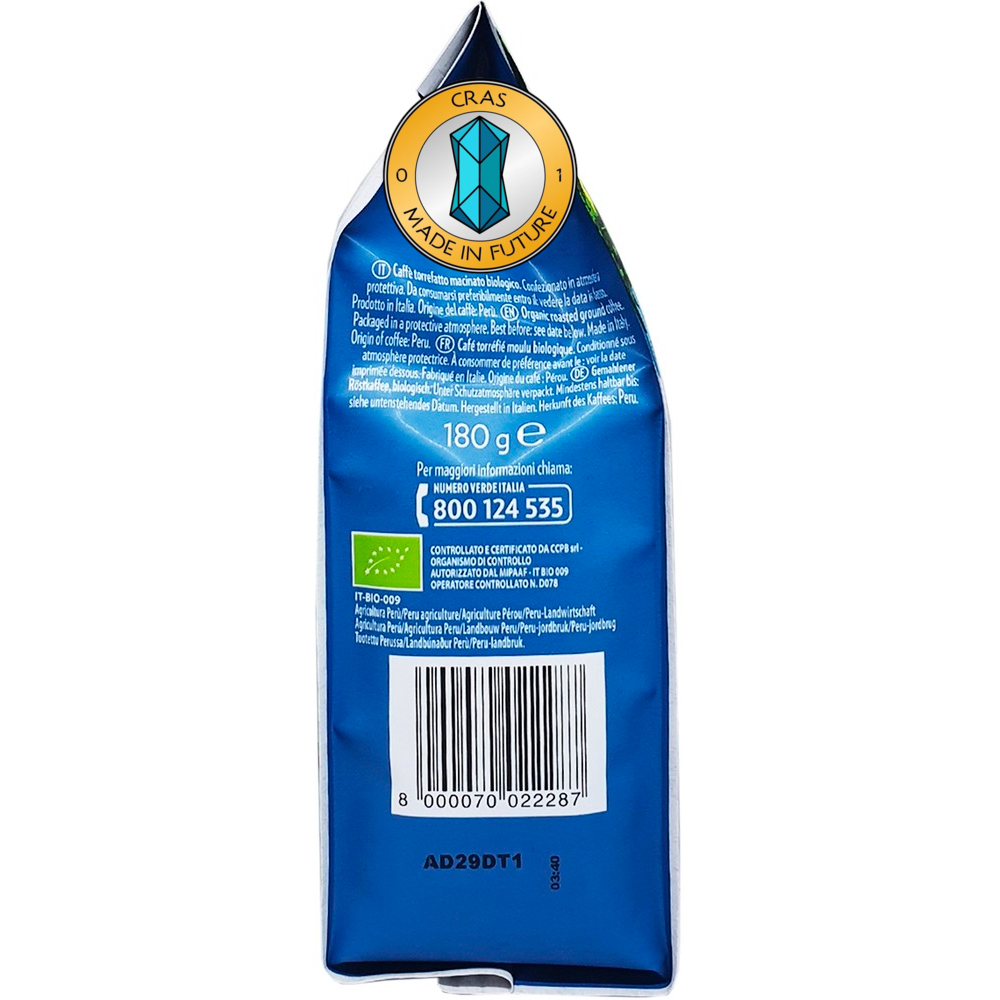 CRAS
0 1
MADE IN FUTURE
IT Caffè torrefatto macinato biologico. Confezionato in atmosfera
protettiva. Da consumarsi preferibilmente entro il: vedere la data in basso.
Prodotto in Italia. Origine del caffè: Perù. EN Organic roasted ground coffee.
Packaged in a protective atmosphere. Best before: see date below. Made in Italy.
Origin of coffee: Peru. FR Café torréfié moulu biologique. Conditionné sous
atmosphère protectrice. À consommer de préférence avant le : voir la date
imprimée dessous. Fabriqué en Italie. Origine du café : Pérou. DE Gemahlener
Röstkaffee, biologisch. Unter Schutzatmosphäre verpackt. Mindestens haltbar bis:
siehe untenstehendes Datum. Hergestellt in Italien. Herkunft des Kaffees: Peru.
180 g e
Per maggiori informazioni chiama:
NUMERO VERDE ITALIA
800 124 535
CONTROLLATO E CERTIFICATO DA CCPB srl -
ORGANISMO DI CONTROLLO
AUTORIZZATO DAL MIPAAF - IT BIO 009
OPERATORE CONTROLLATO N. D078
IT-BIO-009
Agricoltura Perù/Peru agriculture/Agriculture Pérou/Peru-Landwirtschaft
Agricultura Perú/Agricultura Peru/Landbouw Peru/Peru-jordbruk/Peru-jordbrug
Tuotettu Perussa/Landbúnaður Perù/Peru-landbruk.
8 000070 022287
AD29DT1
03:40